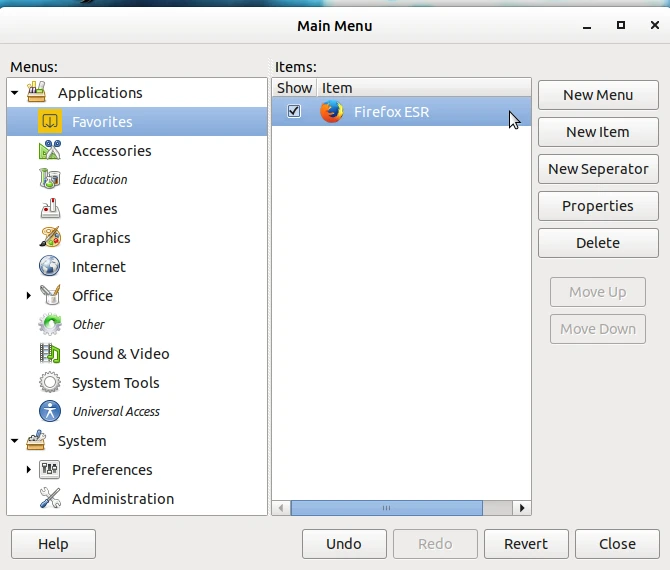 Main Menu
Menus:
Items:
Applications
Favorites
Accessories
Education
Games
Graphics
Internet
Office
Other
Sound & Video
System Tools
Universal Access
System
Preferences
Administration
Show Item
Firefox ESR
New Menu
New Item
New Seperator
Properties
Delete
Move Up
Move Down
Help
Undo
Redo
Revert
Close